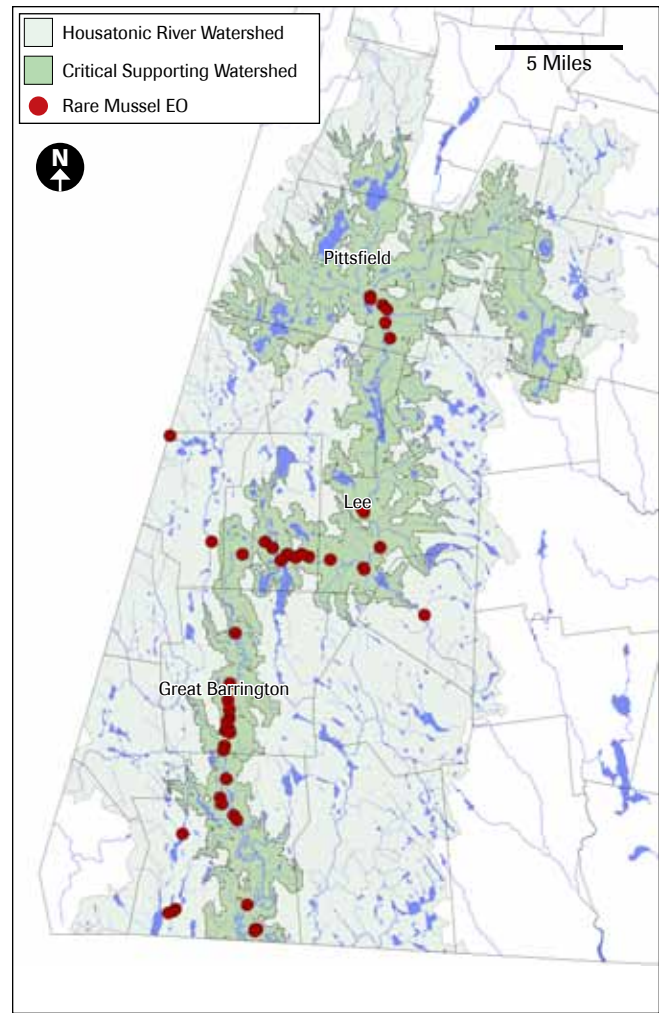 Housatonic River Watershed
Critical Supporting Watershed
Rare Mussel EO
5 Miles
N
Pittsfield
Lee
Great Barrington